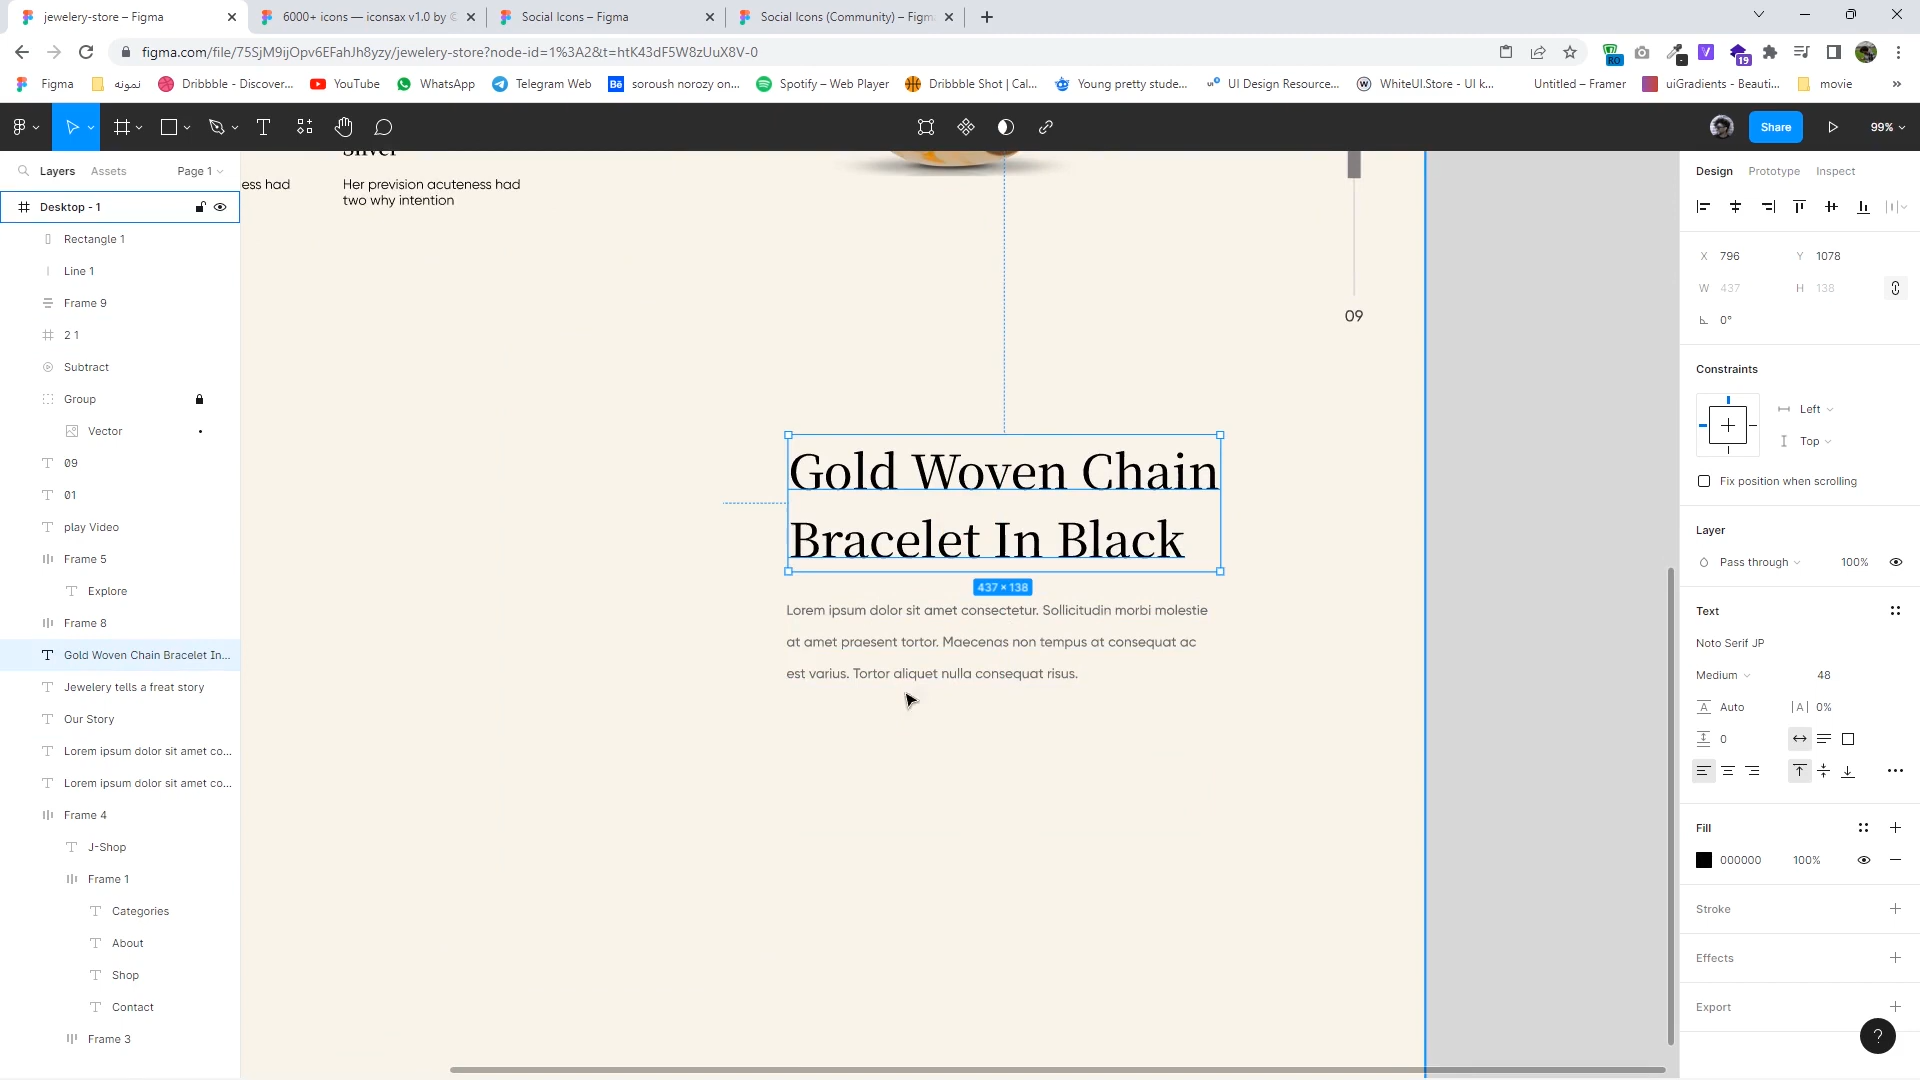 jewelery-store – Figma
6000+ icons — iconsax v1.0 by
Social Icons – Figma
Social Icons (Community) – Figm
figma.com/file/75SjM9ijOpv6EFahJh8yzy/jewelery-store?node-id=1%3A2&t=htK43dF5W8zUuX8V-0
RO
19
Figma
نمونه
Dribbble - Discover...
YouTube
WhatsApp
Telegram Web
Bē
soroush norozy on...
Spotify – Web Player
Dribbble Shot | Cal...
Young pretty stude...
UI Design Resource...
WhiteUI.Store - UI k...
Untitled – Framer
uiGradients - Beauti...
movie
Share
99%
Layers
Assets
Page 1
Design
Prototype
Inspect
Desktop - 1
Rectangle 1
Line 1
Frame 9
2 1
Subtract
Group
Vector
09
01
play Video
Frame 5
Explore
Frame 8
Gold Woven Chain Bracelet In...
Jewelery tells a freat story
Our Story
Lorem ipsum dolor sit amet co...
Lorem ipsum dolor sit amet co...
Frame 4
J-Shop
Frame 1
Categories
About
Shop
Contact
Frame 3
Silver
ess had
Her prevision acuteness had
two why intention
09
Gold Woven Chain
Bracelet In Black
437 × 138
Lorem ipsum dolor sit amet consectetur. Sollicitudin morbi molestie
at amet praesent tortor. Maecenas non tempus at consequat ac
est varius. Tortor aliquet nulla consequat risus.
X 796
Y 1078
W 437
H 138
0°
Constraints
Left
Top
Fix position when scrolling
Layer
Pass through
100%
Text
Noto Serif JP
Medium
48
Auto
0%
0
Fill
000000
100%
Stroke
Effects
Export
?